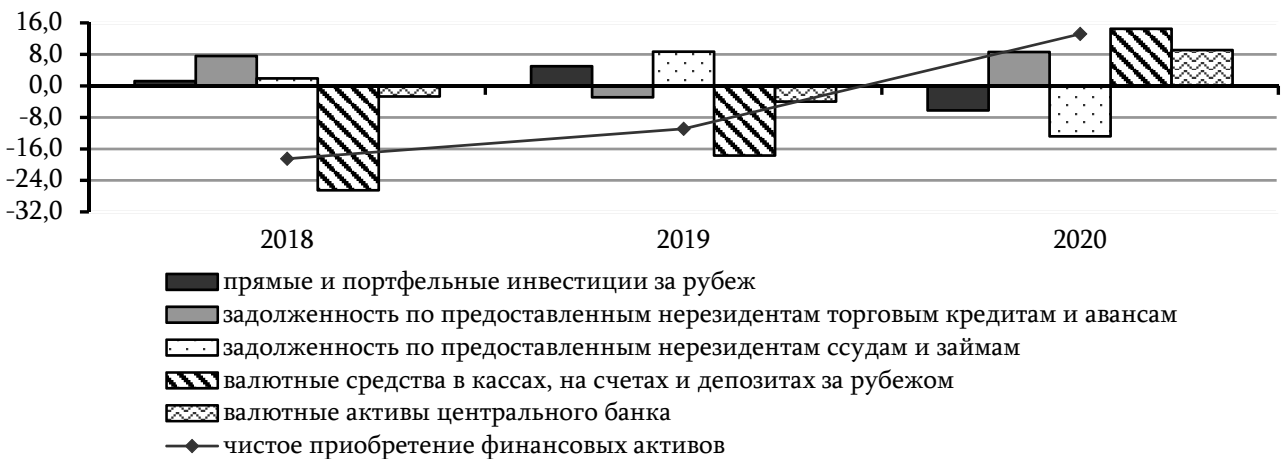 16,0
8,0
0,0
-8,0
-16,0
-24,0
-32,0
2018 2019 2020
прямые и портфельные инвестиции за рубеж
задолженность по предоставленным нерезидентам торговым кредитам и авансам
задолженность по предоставленным нерезидентам ссудам и займам
валютные средства в кассах, на счетах и депозитах за рубежом
валютные активы центрального банка
чистое приобретение финансовых активов